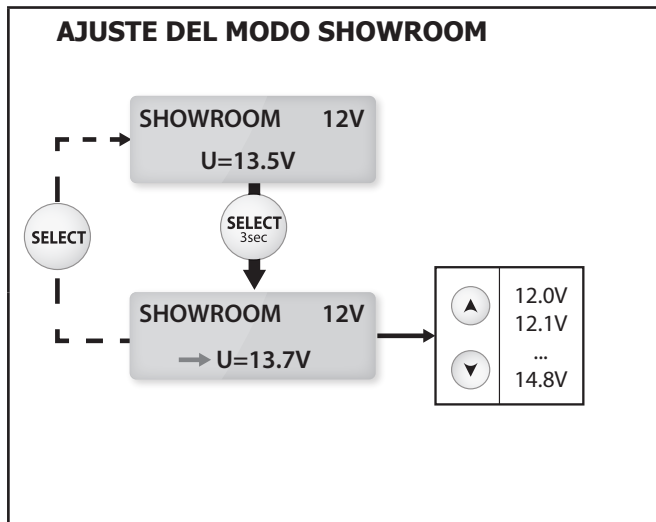 AJUSTE DEL MODO SHOWROOM
SHOWROOM 12V
U=13.5V
SELECT
SELECT
3sec
SHOWROOM 12V
U=13.7V
12.0V
12.1V
...
14.8V